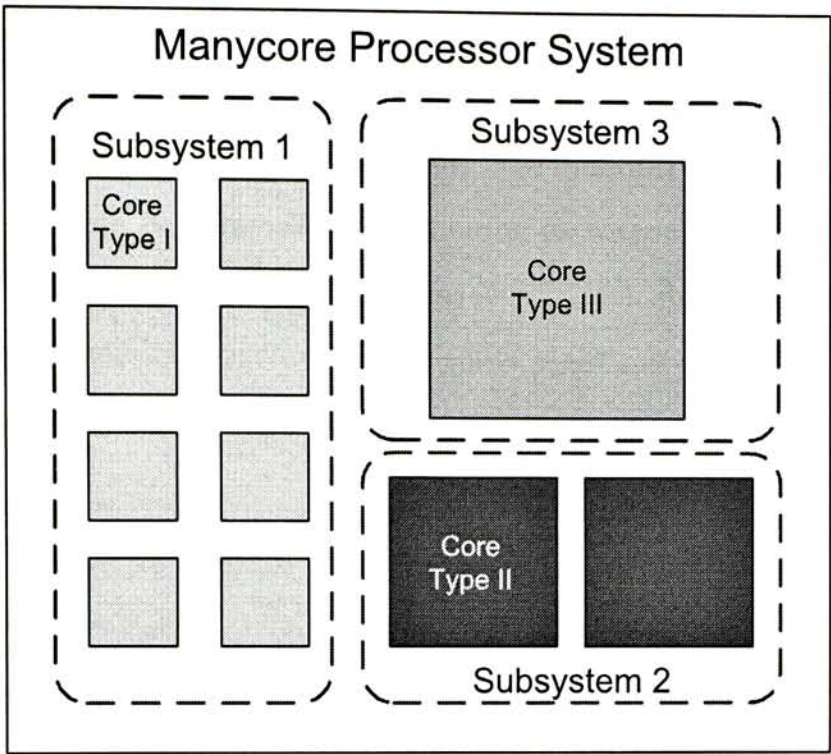 Manycore Processor System
Subsystem 1
Core
Type I
Subsystem 3
Core
Type III
Core
Type II
Subsystem 2